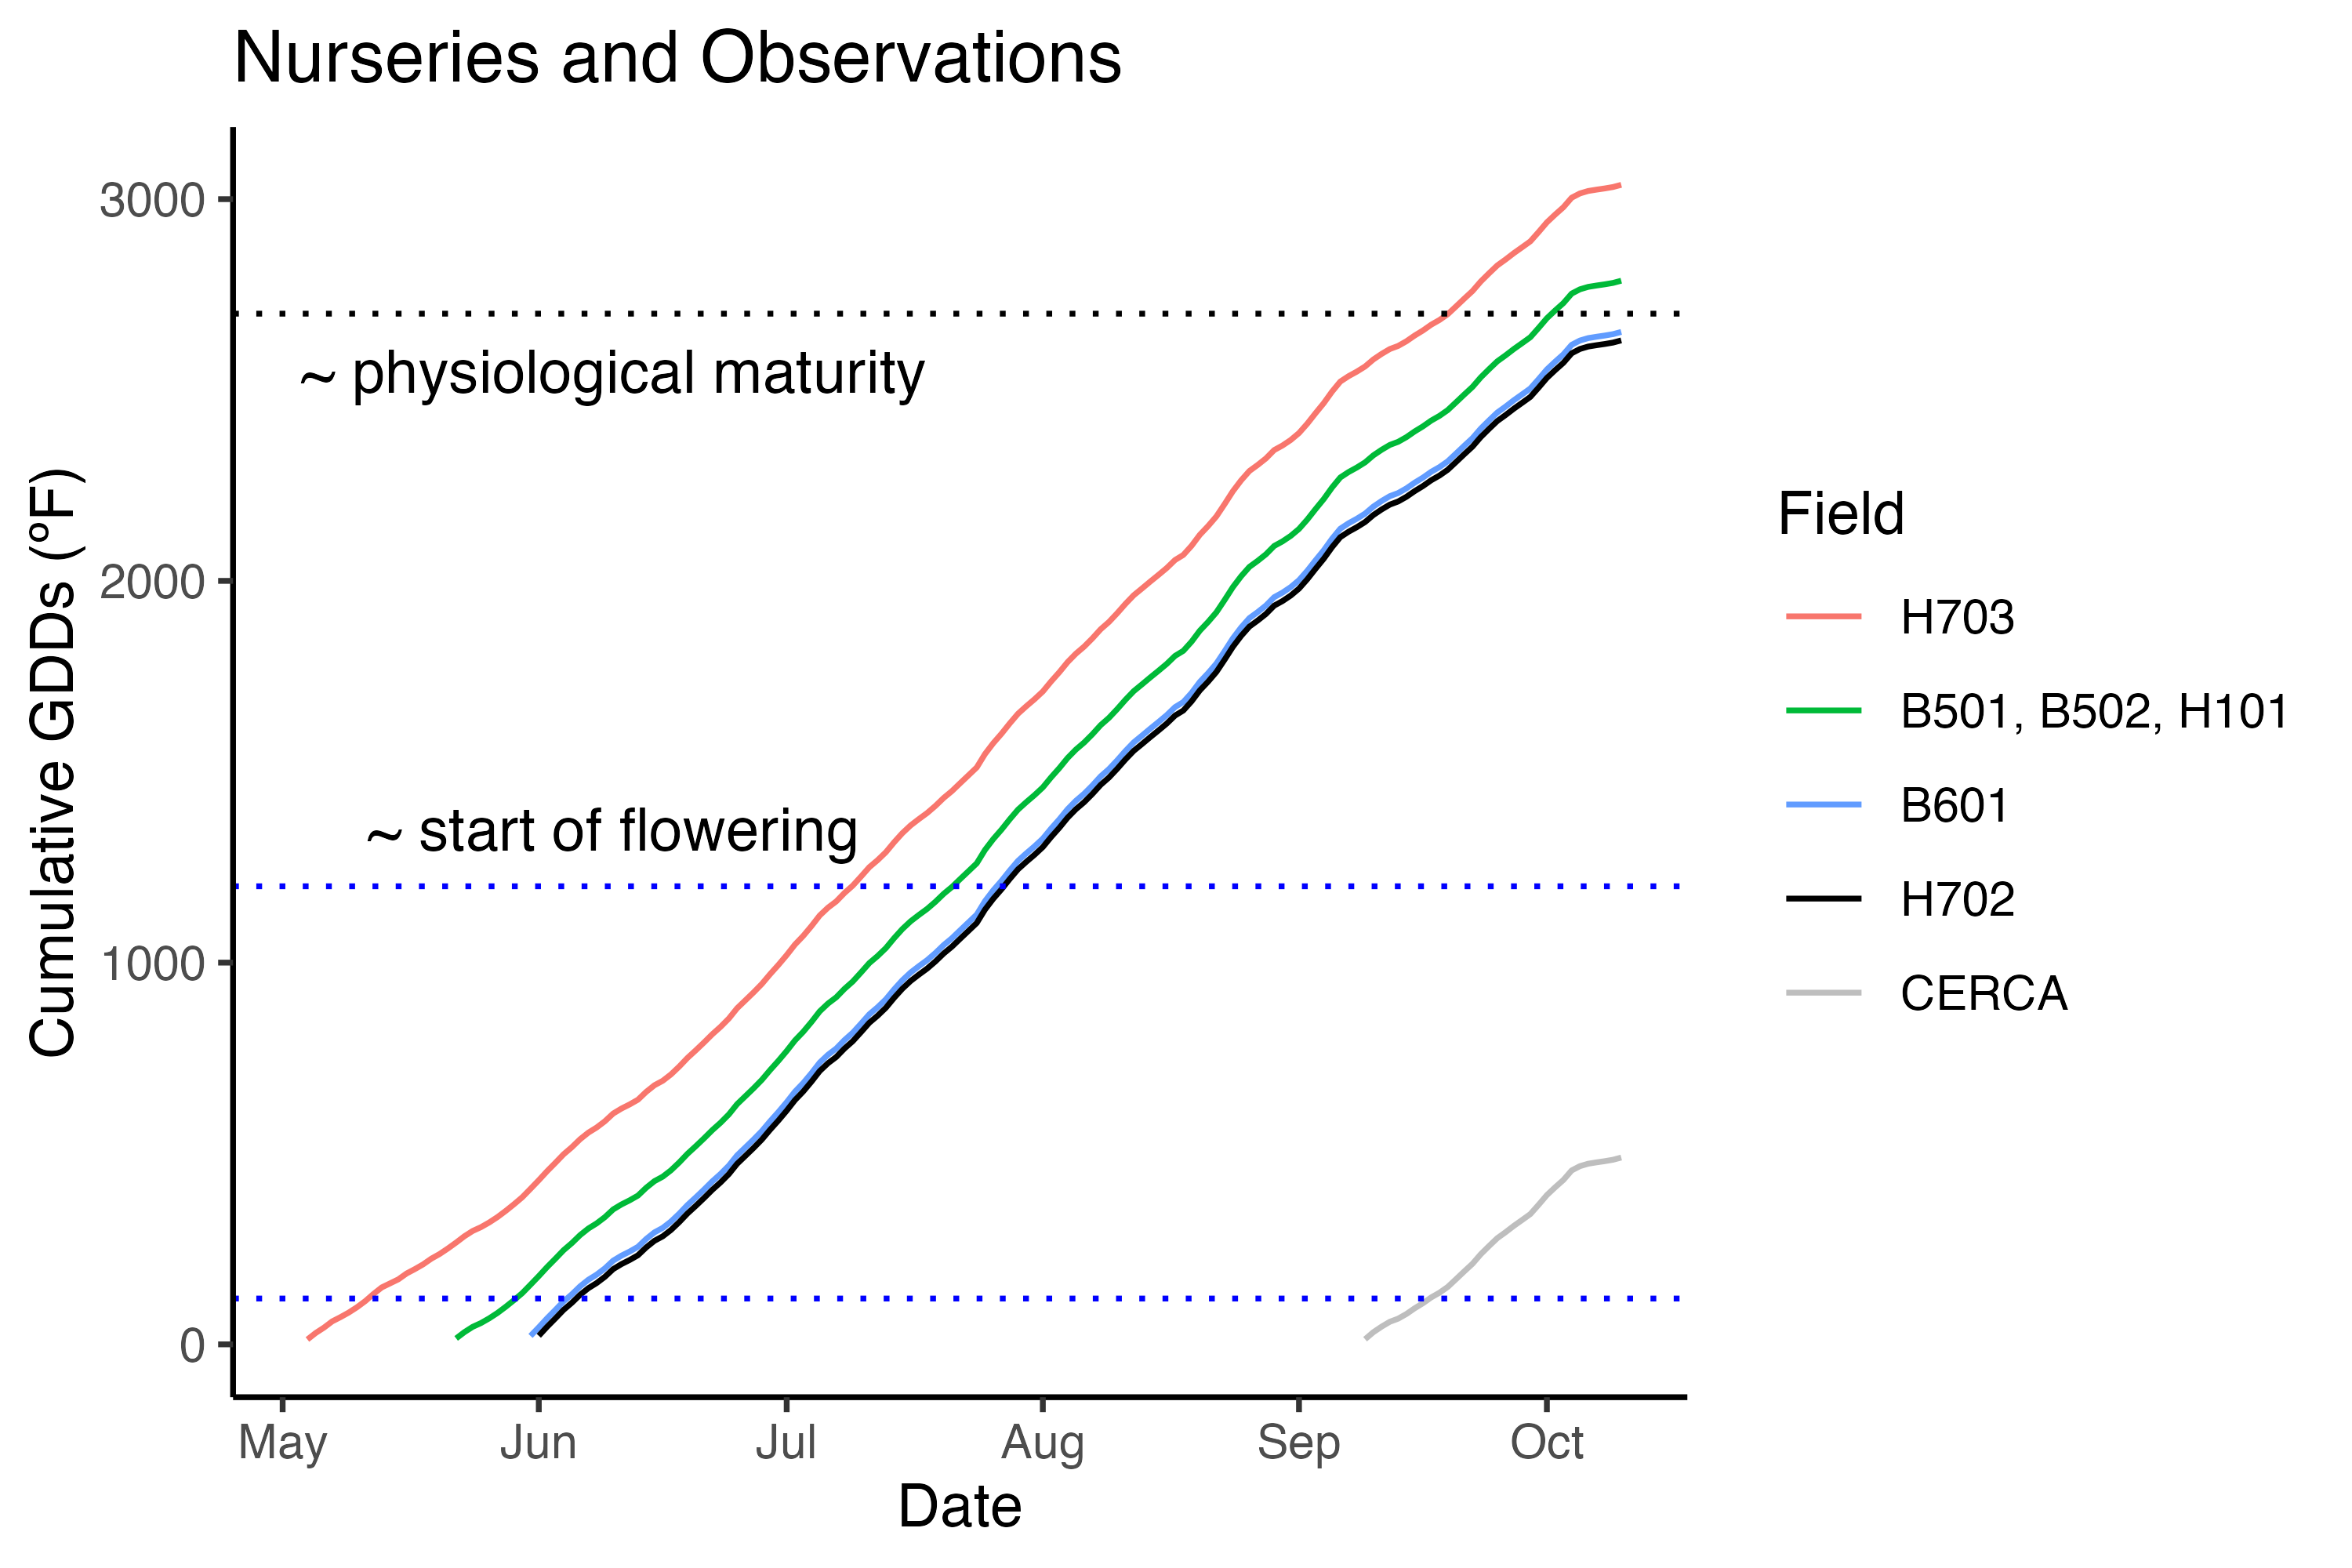 Nurseries and Observations
3000
~ physiological maturity
2000
~ start of flowering
1000
0
Cumulative GDDs (ºF)
May Jun Jul Aug Sep Oct
Date
Field
H703
B501, B502, H101
B601
H702
CERCA